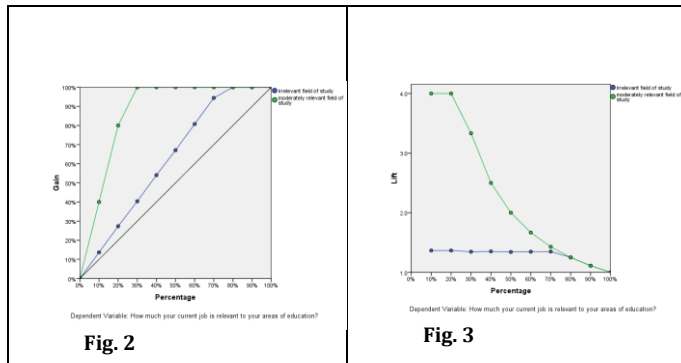 100%
90%
80%
70%
60%
50%
40%
30%
20%
10%
0%
Gain
0% 10% 20% 30% 40% 50% 60% 70% 80% 90% 100%
Percentage
irrelevant field of study
moderately relevant field of
study
Dependent Variable: How much your current job is relevant to your areas of education?
Fig. 2
4.0
3.0
2.0
1.0
Lift
0% 10% 20% 30% 40% 50% 60% 70% 80% 90% 100%
Percentage
irrelevant field of study
moderately relevant field of
study
Dependent Variable: How much your current job is relevant to your areas of education?
Fig. 3